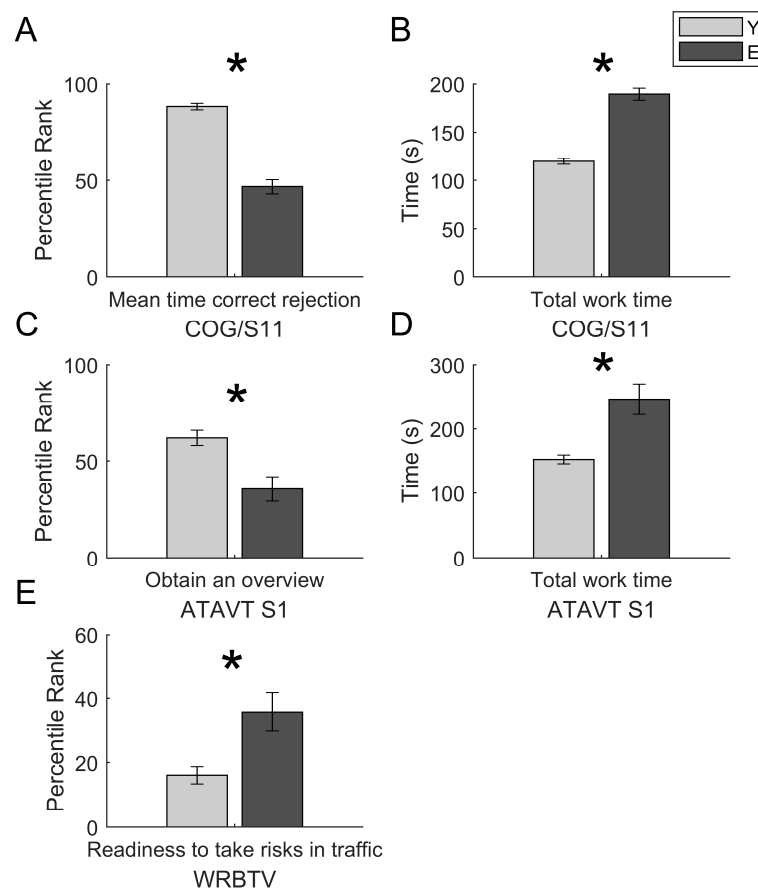 A
B
Y
E
*
*
100
50
0
Percentile Rank
200
150
100
50
0
Time (s)
Mean time correct rejection
COG/S11
Total work time
COG/S11
C
D
*
*
100
50
0
Percentile Rank
300
200
100
0
Time (s)
Obtain an overview
ATAVT S1
Total work time
ATAVT S1
E
*
60
40
20
0
Percentile Rank
Readiness to take risks in traffic
WRBTV